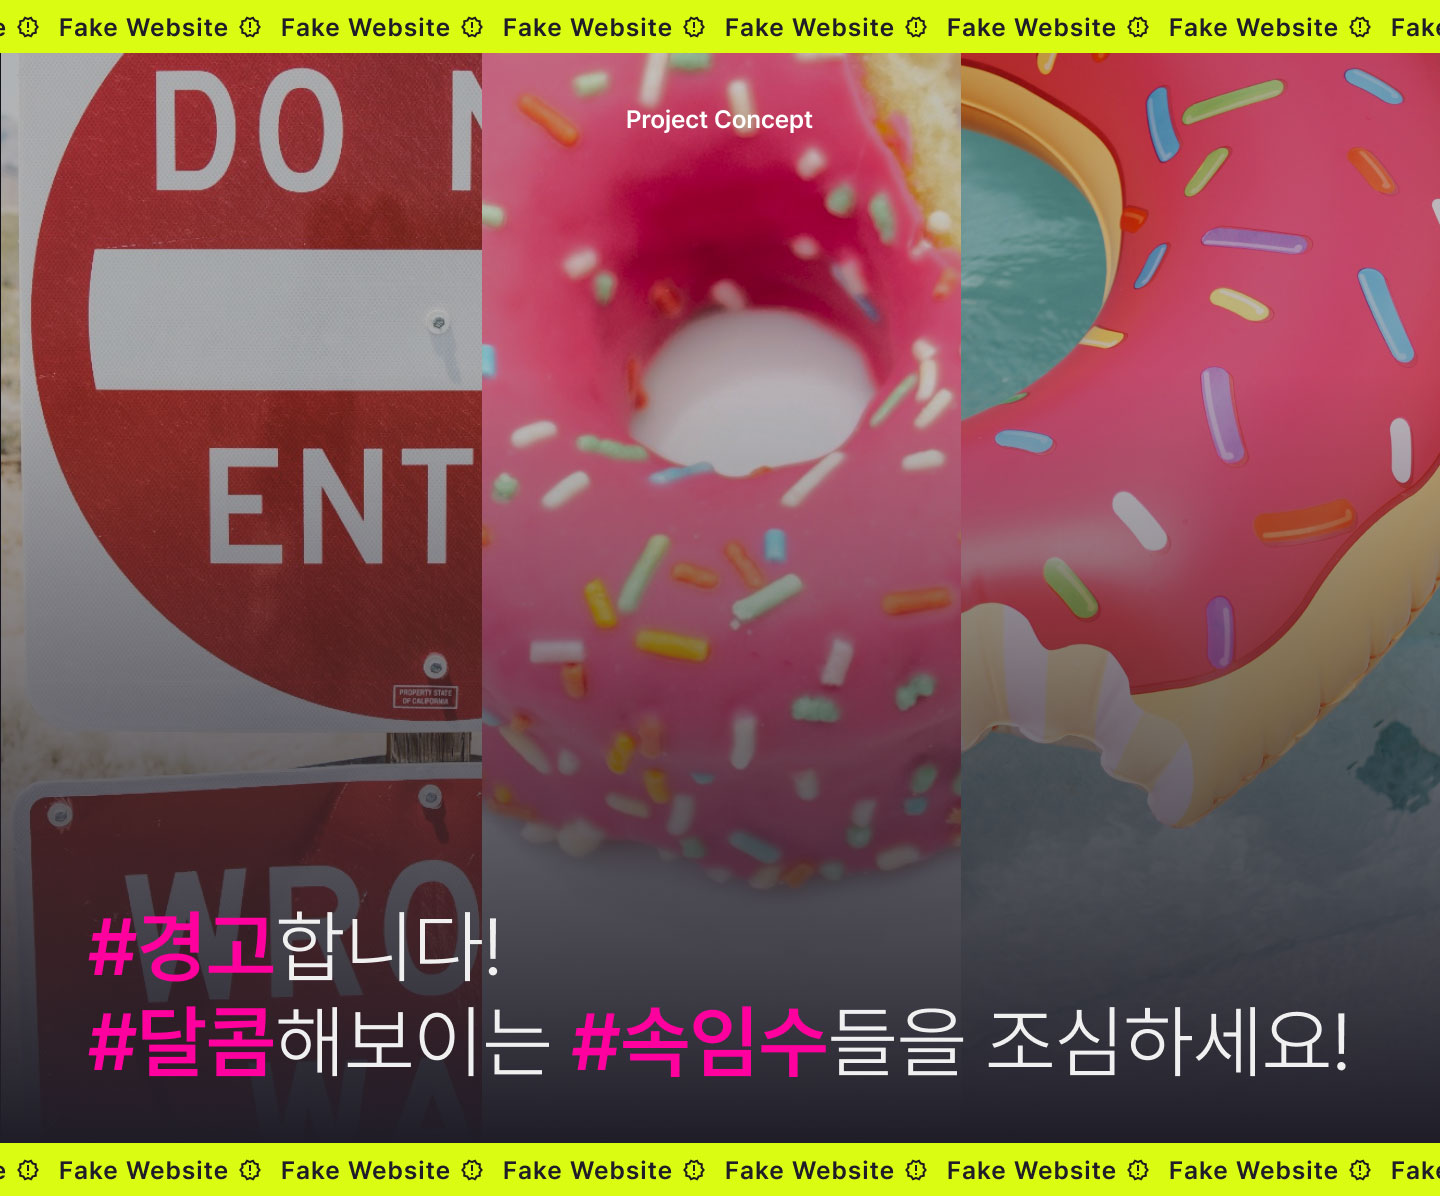 Fake Website Fake Website Fake Website Fake Website Fake Website Fake Website
Project Concept
DO
ENT
PROPERTY STATE
OF CALIFORNIA
WRO
WA
#경고합니다!
#달콤해보이는 #속임수들을 조심하세요!
Fake Website Fake Website Fake Website Fake Website Fake Website Fake Website